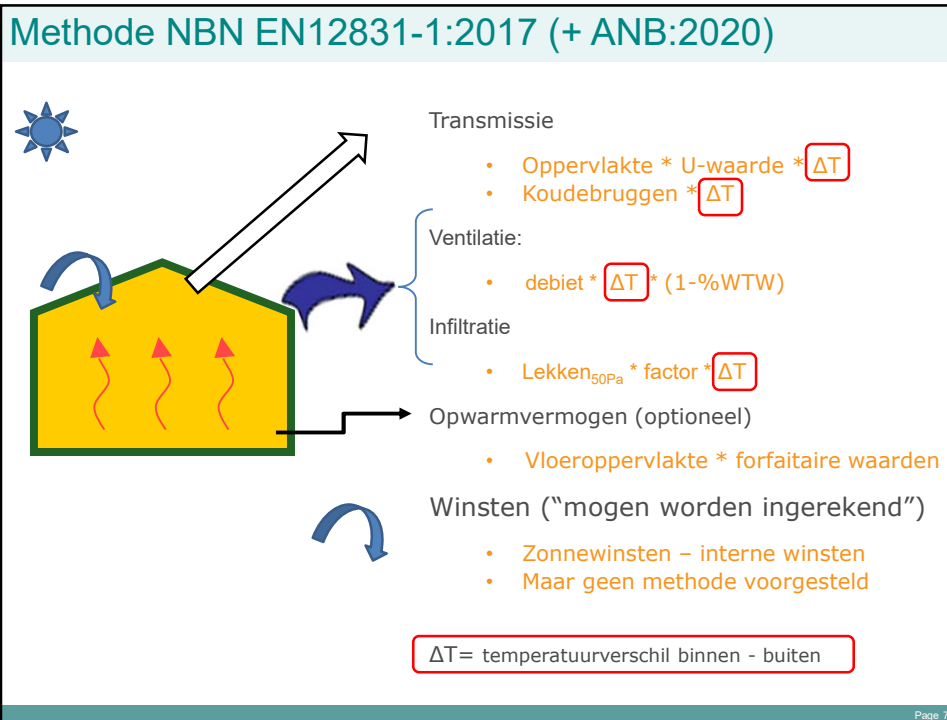 Methode NBN EN12831-1:2017 (+ ANB:2020)
Transmissie
• Oppervlakte * U-waarde * ΔT
• Koudebruggen * ΔT
Ventilatie:
• debiet * ΔT * (1-%WTW)
Infiltratie
• Lekken50Pa * factor * ΔT
Opwarmvermogen (optioneel)
• Vloeroppervlakte * forfaitaire waarden
Winsten (“mogen worden ingerekend”)
• Zonnewinsten – interne winsten
• Maar geen methode voorgesteld
ΔT= temperatuurverschil binnen - buiten
Page 7